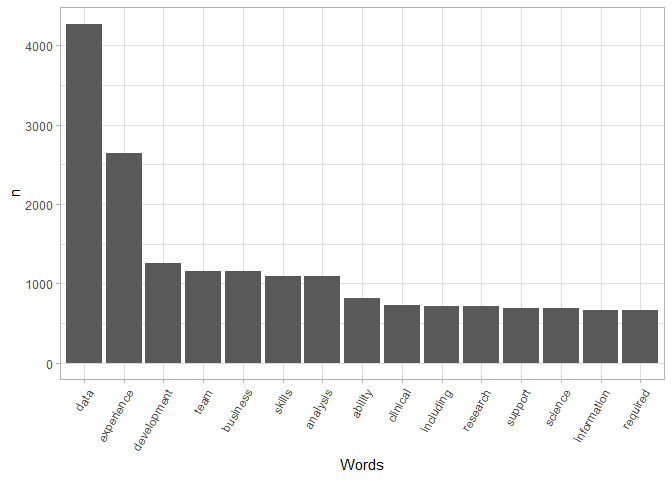 4000
3000
2000
1000
0
n
data
experience
development
team
business
skills
analysis
ability
clinical
including
research
support
science
information
required
Words